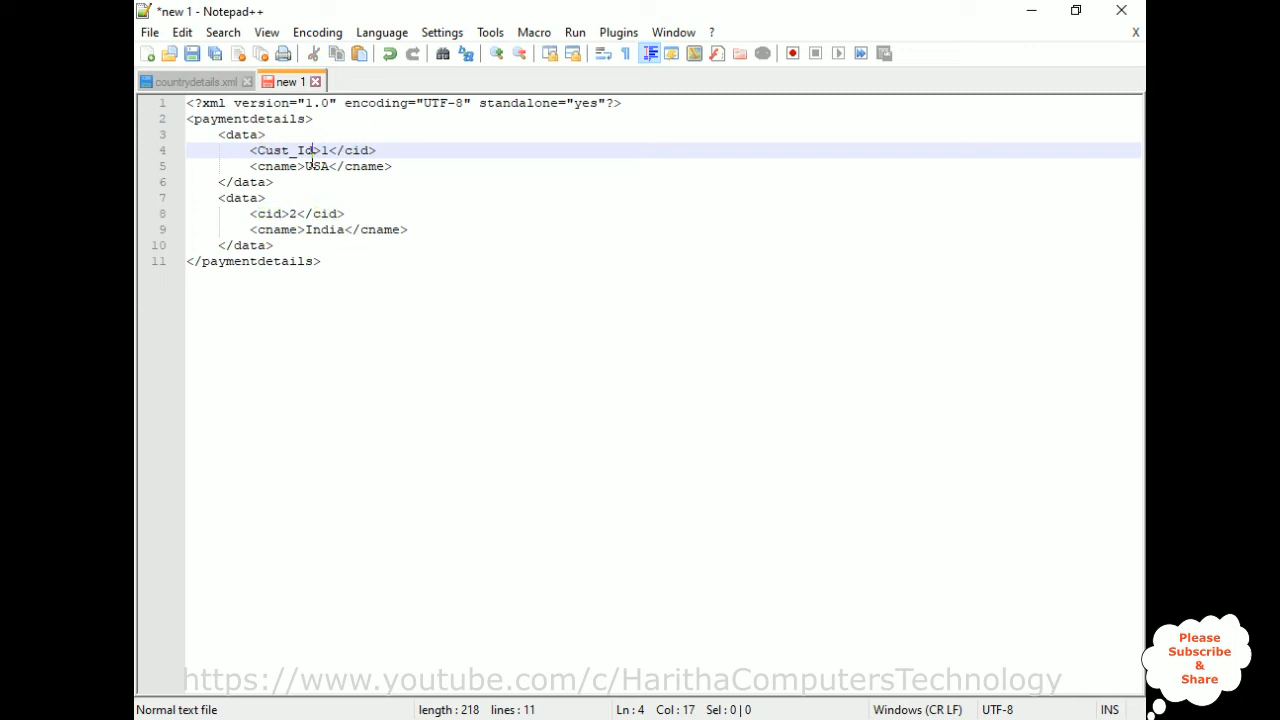 *new 1 - Notepad++
File Edit Search View Encoding Language Settings Tools Macro Run Plugins Window ? X
countrydetails.xml new 1
1 <?xml version="1.0" encoding="UTF-8" standalone="yes"?>
2 <paymentdetails>
3 <data>
4 <Cust_Id>1</cid>
5 <cname>USA</cname>
6 </data>
7 <data>
8 <cid>2</cid>
9 <cname>India</cname>
10 </data>
11 </paymentdetails>
Please
Subscribe
&
Share
https://www.youtube.com/c/HarithaComputersTechnology
Normal text file length : 218 lines : 11 Ln : 4 Col : 17 Sel : 0 | 0 Windows (CR LF) UTF-8 INS